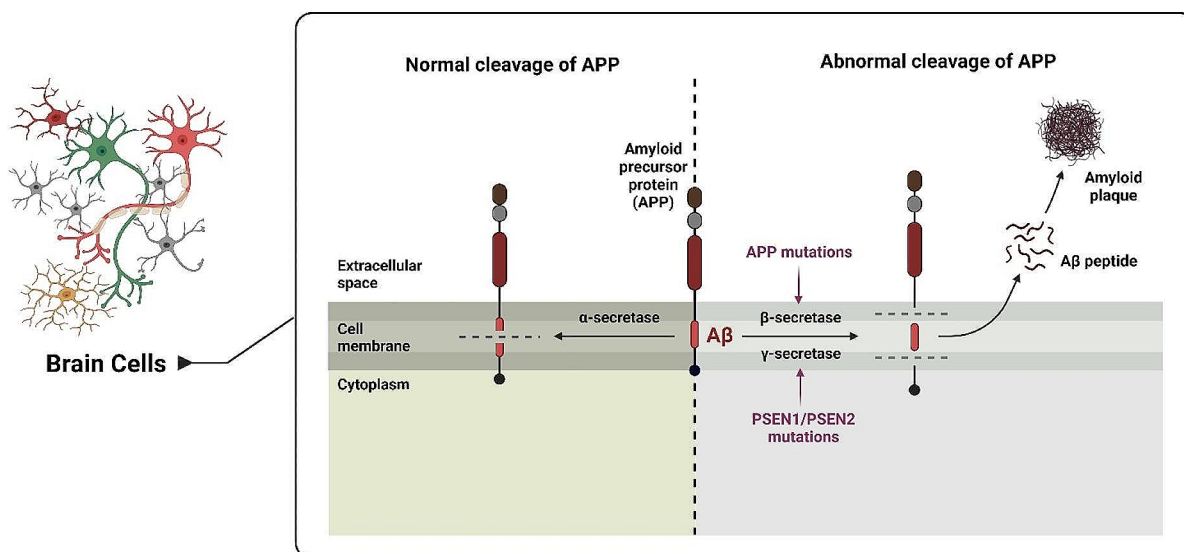 Normal cleavage of APP
Abnormal cleavage of APP
Amyloid
precursor
protein
(APP)
Amyloid
plaque
APP mutations
Aβ peptide
Extracellular
space
α-secretase
Aβ
β-secretase
γ-secretase
Cell
membrane
Cytoplasm
PSEN1/PSEN2
mutations
Brain Cells